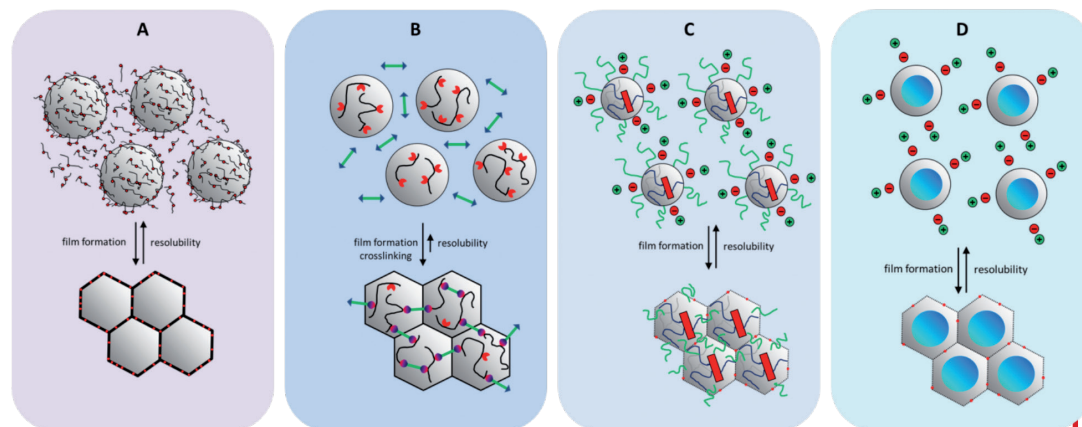 A
film formation
resolubility
B
film formation
crosslinking
resolubility
C
film formation
resolubility
D
film formation
resolubility